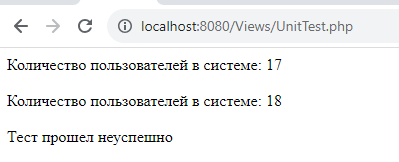 localhost:8080/Views/UnitTest.php
Количество пользователей в системе: 17
Количество пользователей в системе: 18
Тест прошел неуспешно